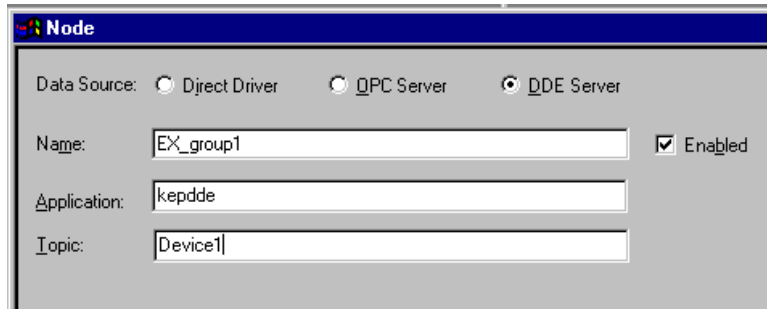 Node
Data Source: Direct Driver OPC Server DDE Server
Name: EX_group1 Enabled
Application: kepdde
Topic: Device1